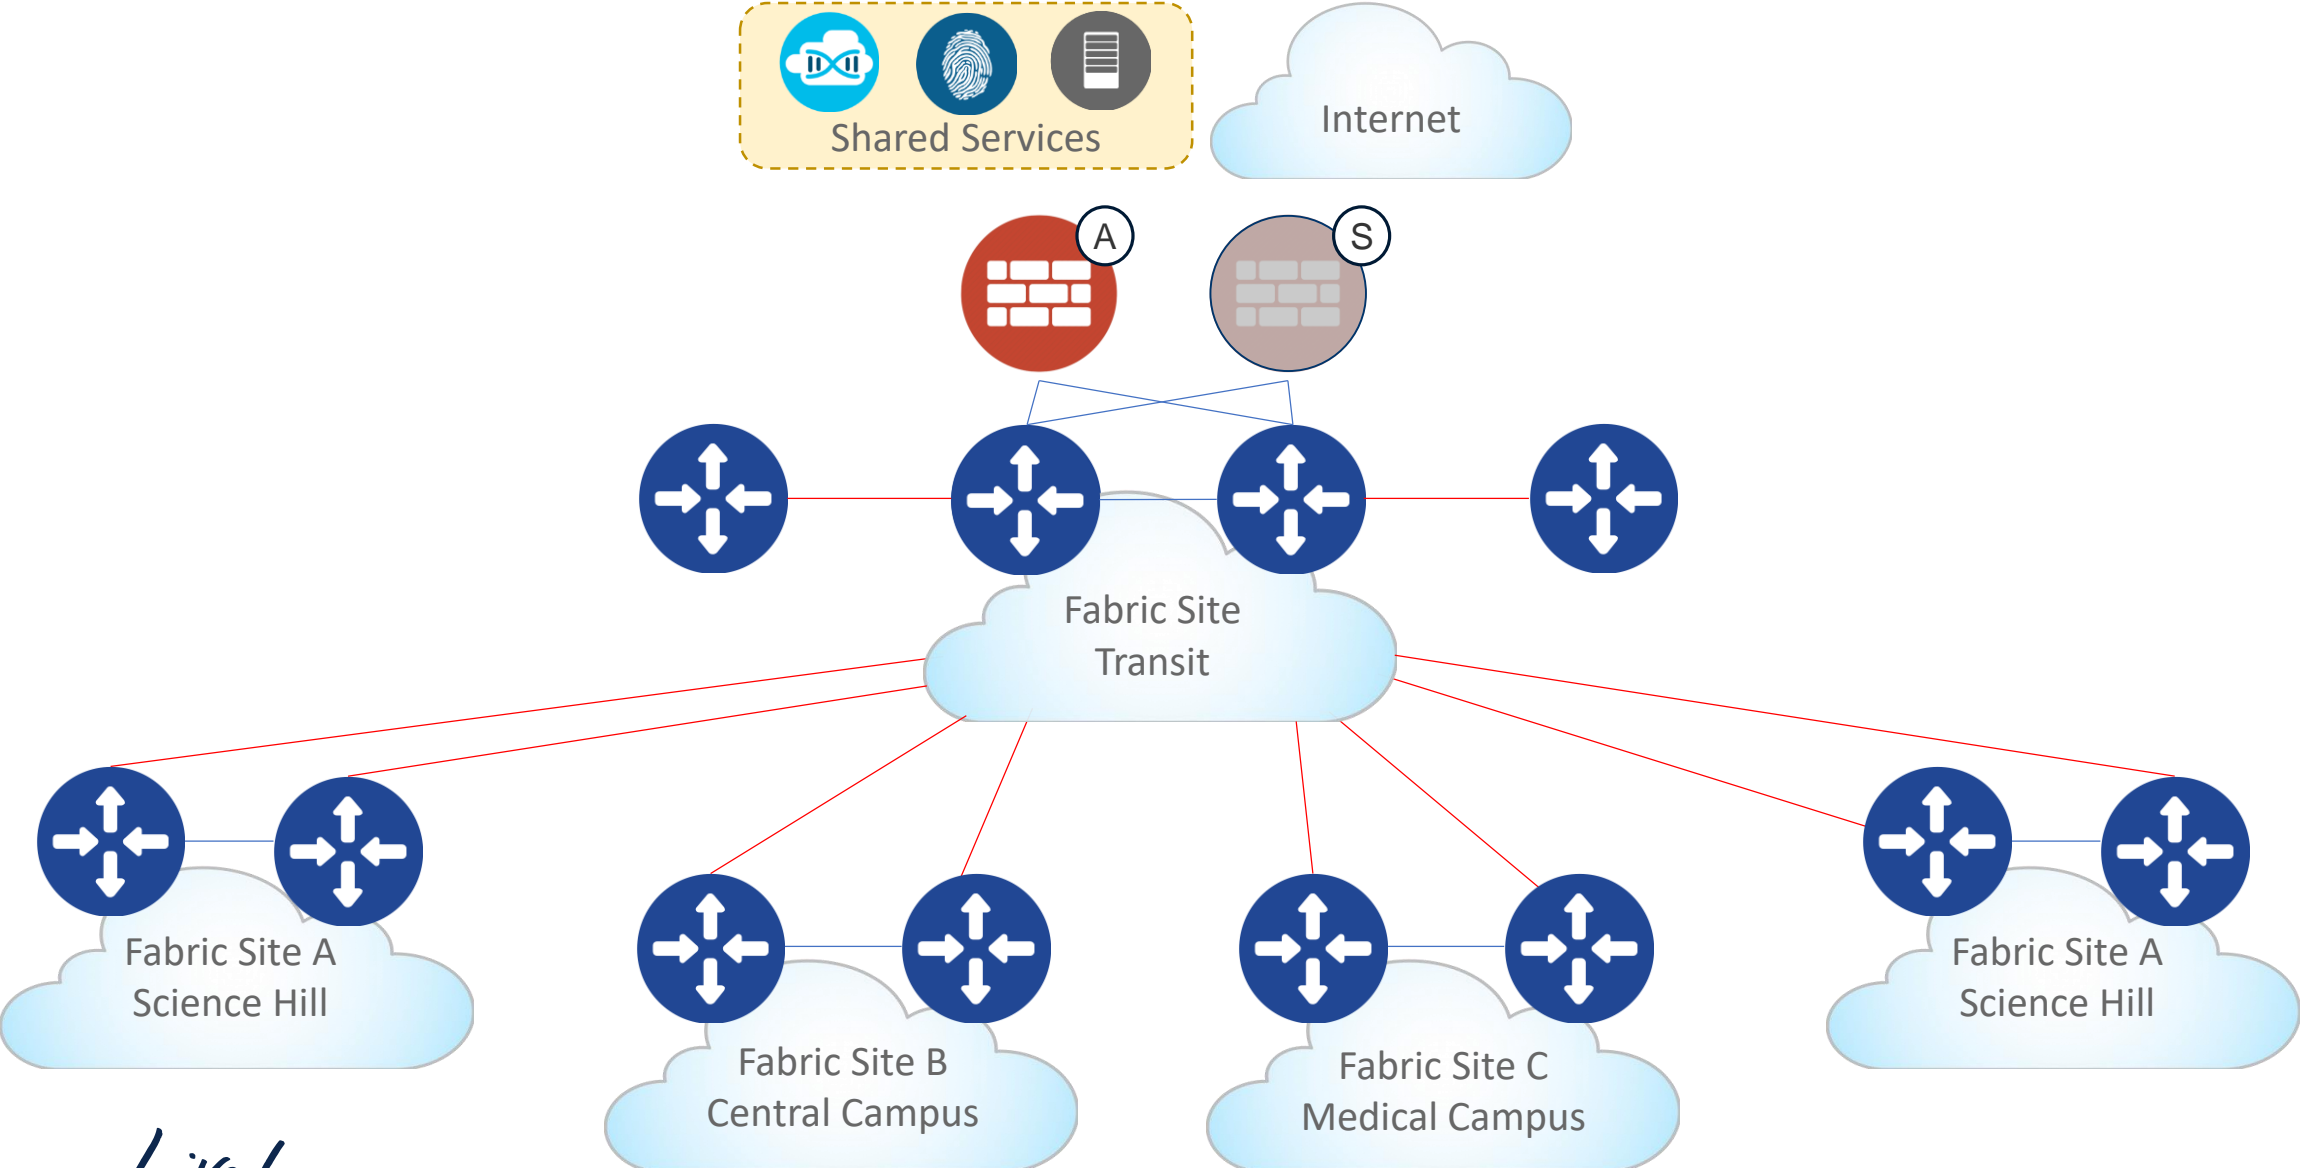 Shared Services
Internet
A
S
Fabric Site
Transit
Fabric Site A
Science Hill
Fabric Site B
Central Campus
Fabric Site C
Medical Campus
Fabric Site A
Science Hill